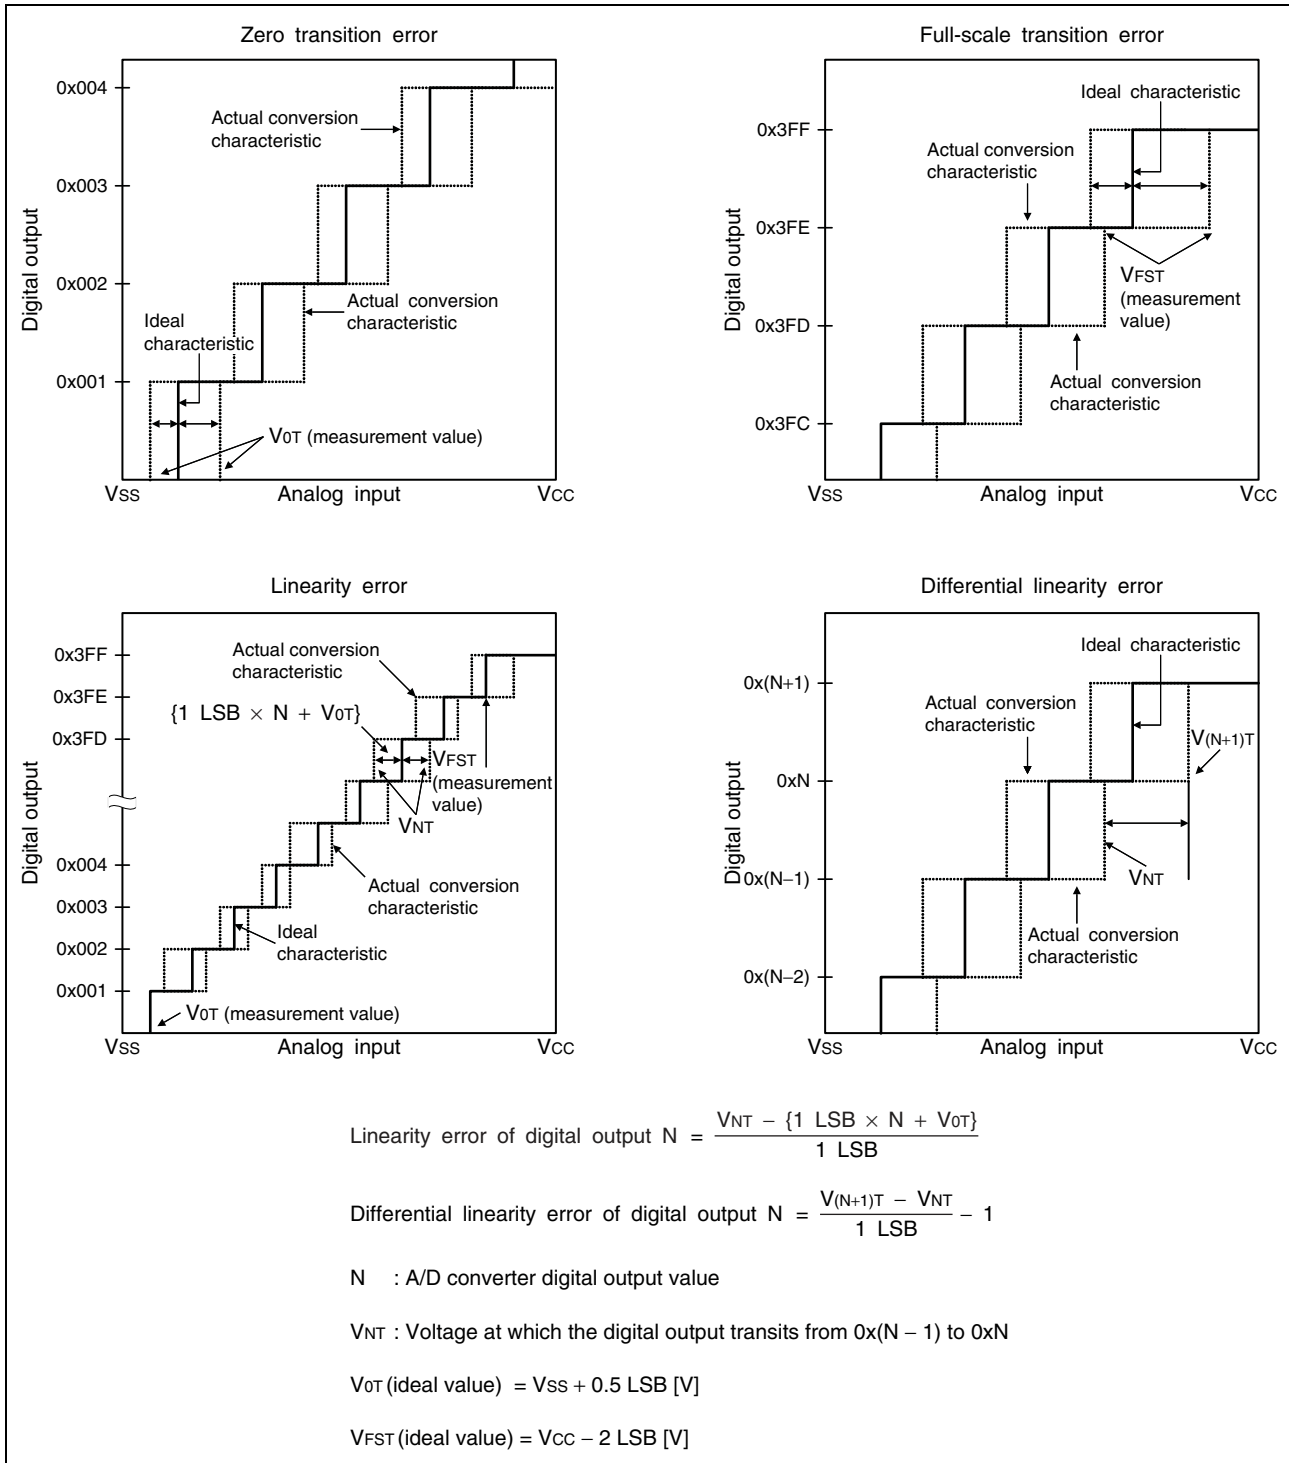 Zero transition error
0x004
0x003
0x002
0x001
Digital output
Actual conversion
characteristic
Actual conversion
characteristic
Ideal
characteristic
V0T (measurement value)
VSS
Analog input
VCC
Full-scale transition error
0x3FF
0x3FE
0x3FD
0x3FC
Digital output
Ideal characteristic
Actual conversion
characteristic
VFST
(measurement
value)
Actual conversion
characteristic
VSS
Analog input
VCC
Linearity error
0x3FF
0x3FE
0x3FD
0x004
0x003
0x002
0x001
Digital output
Actual conversion
characteristic
{1 LSB × N + V0T}
VFST
(measurement
value)
VNT
Actual conversion
characteristic
Ideal
characteristic
V0T (measurement value)
VSS
Analog input
VCC
Differential linearity error
0x(N+1)
0xN
0x(N−1)
0x(N−2)
Digital output
Ideal characteristic
Actual conversion
characteristic
V(N+1)T
VNT
Actual conversion
characteristic
VSS
Analog input
VCC
Linearity error of digital output N = VNT − {1 LSB × N + V0T}
1 LSB
Differential linearity error of digital output N = V(N+1)T − VNT
1 LSB − 1
N : A/D converter digital output value
VNT : Voltage at which the digital output transits from 0x(N − 1) to 0xN
V0T (ideal value) = VSS + 0.5 LSB [V]
VFST (ideal value) = VCC − 2 LSB [V]